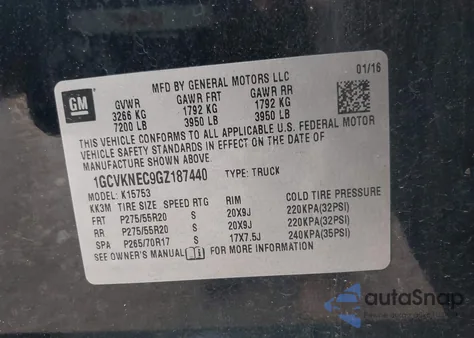 MFD BY GENERAL MOTORS LLC
01/16
GM
GVWR GAWR FRT GAWR RR
3266 KG 1792 KG 1792 KG
7200 LB 3950 LB 3950 LB
THIS VEHICLE CONFORMS TO ALL APPLICABLE U.S. FEDERAL MOTOR
VEHICLE SAFETY STANDARDS IN EFFECT ON THE DATE OF
MANUFACTURE SHOWN ABOVE.
1GCVKNEC9GZ187440 TYPE: TRUCK
MODEL: K15753
KK3M TIRE SIZE SPEED RTG RIM COLD TIRE PRESSURE
FRT P275/55R20 S 20X9J 220KPA(32PSI)
RR P275/55R20 S 20X9J 220KPA(32PSI)
SPA P265/70R17 S 17X7.5J 240KPA(35PSI)
SEE OWNER'S MANUAL FOR MORE INFORMATION
autoSnap